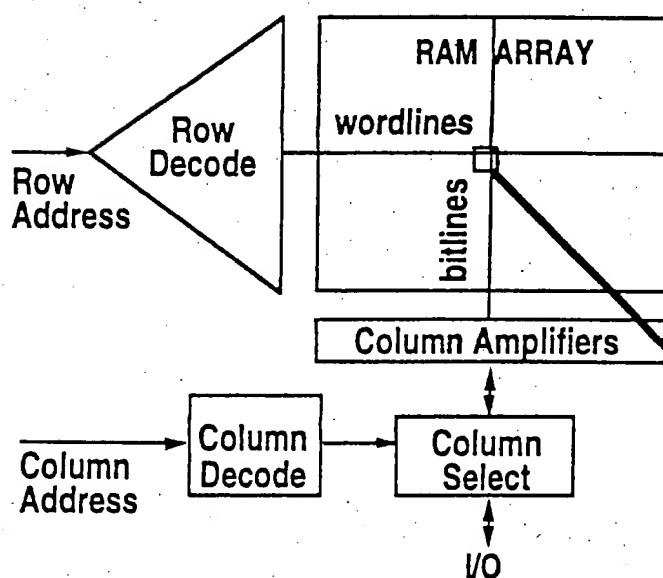 RAM ARRAY
wordlines
Row
Decode
Row
Address
bitlines
Column Amplifiers
Column
Decode
Column
Select
Column
Address
I/O